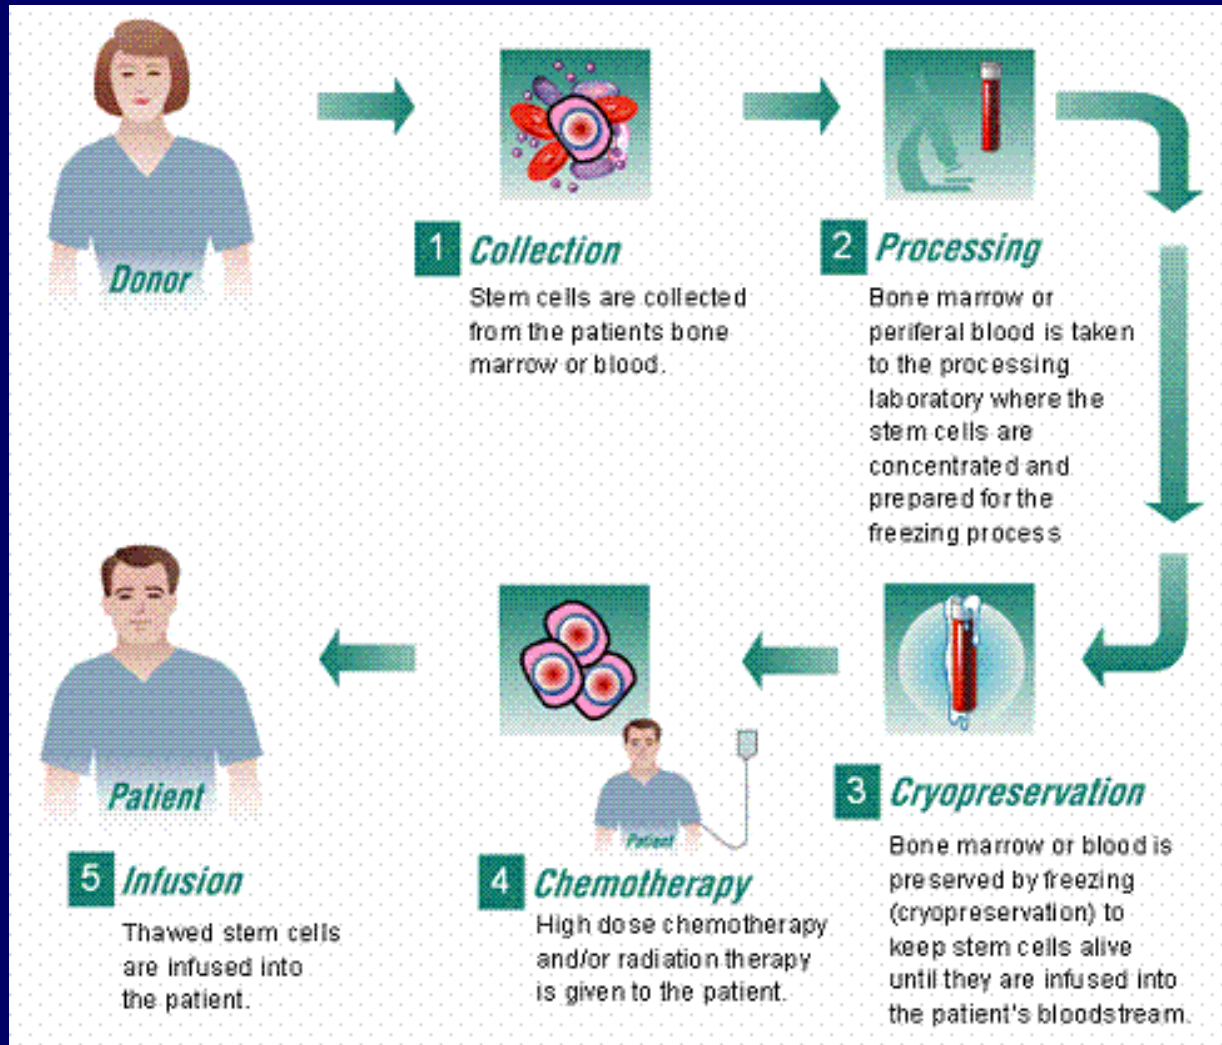 Donor
1 Collection
Stem cells are collected
from the patients bone
marrow or blood.
2 Processing
Bone marrow or
periferal blood is taken
to the processing
laboratory where the
stem cells are
concentrated and
prepared for the
freezing process
3 Cryopreservation
Bone marrow or blood is
preserved by freezing
(cryopreservation) to
keep stem cells alive
until they are infused into
the patient's bloodstream.
Patient
4 Chemotherapy
High dose chemotherapy
and/or radiation therapy
is given to the patient.
Patient
5 Infusion
Thawed stem cells
are infused into
the patient.